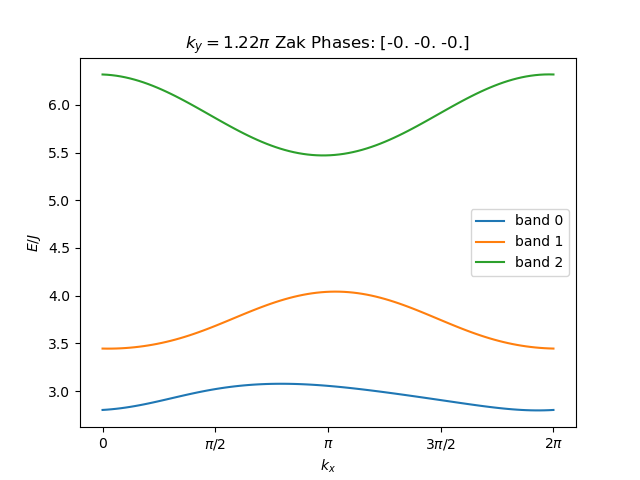 k_y = 1.22π Zak Phases: [-0. -0. -0.]
6.0
5.5
5.0
4.5
4.0
3.5
3.0
E/J
band 0
band 1
band 2
0 π/2 π 3π/2 2π
k_x